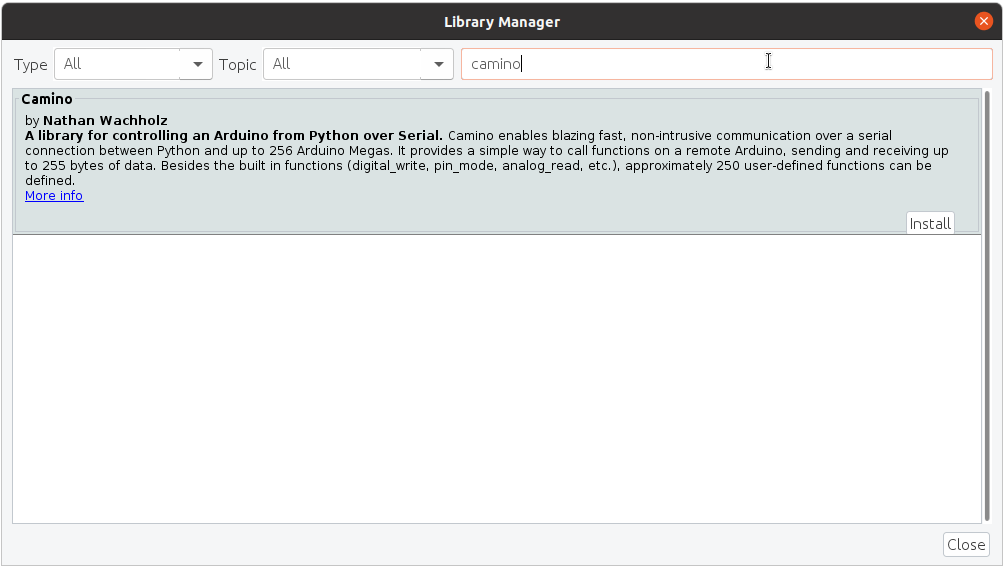 Library Manager
Type All Topic All camino
Camino
by Nathan Wachholz
A library for controlling an Arduino from Python over Serial. Camino enables blazing fast, non-intrusive communication over a serial
connection between Python and up to 256 Arduino Megas. It provides a simple way to call functions on a remote Arduino, sending and receiving up
to 255 bytes of data. Besides the built in functions (digital_write, pin_mode, analog_read, etc.), approximately 250 user-defined functions can be
defined.
More info
Install
Close